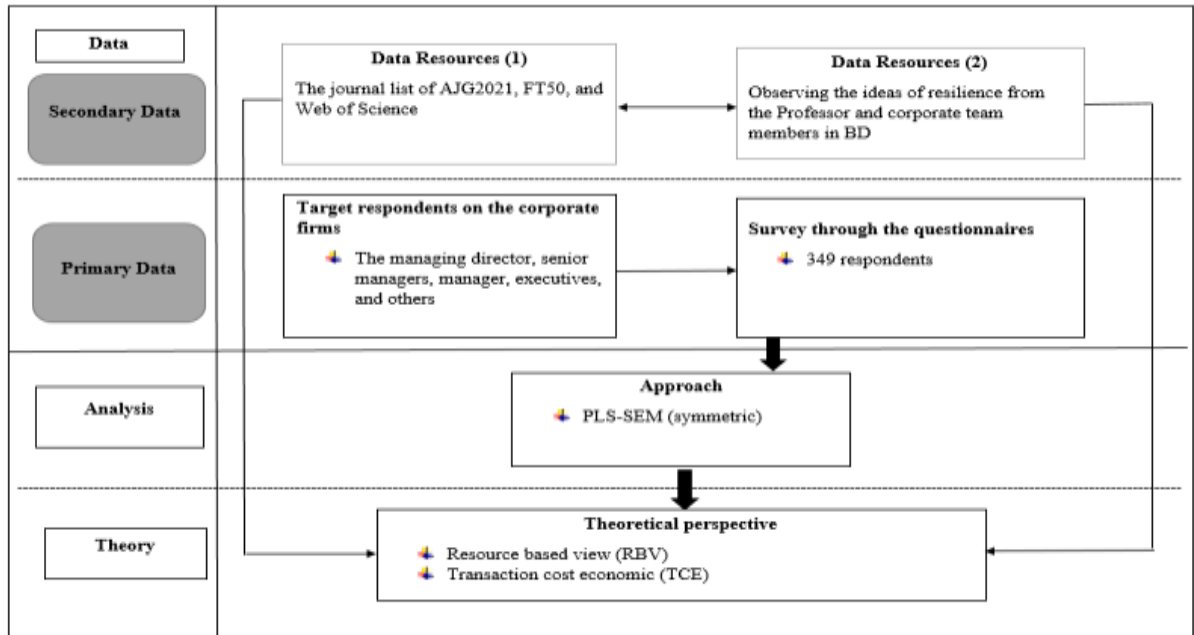 Data
Secondary Data
Data Resources (1)
The journal list of AJG2021, FT50, and
Web of Science
Data Resources (2)
Observing the ideas of resilience from
the Professor and corporate team
members in BD
Primary Data
Target respondents on the corporate
firms
The managing director, senior
managers, manager, executives,
and others
Survey through the questionnaires
349 respondents
Analysis
Approach
PLS-SEM (symmetric)
Theory
Theoretical perspective
Resource based view (RBV)
Transaction cost economic (TCE)